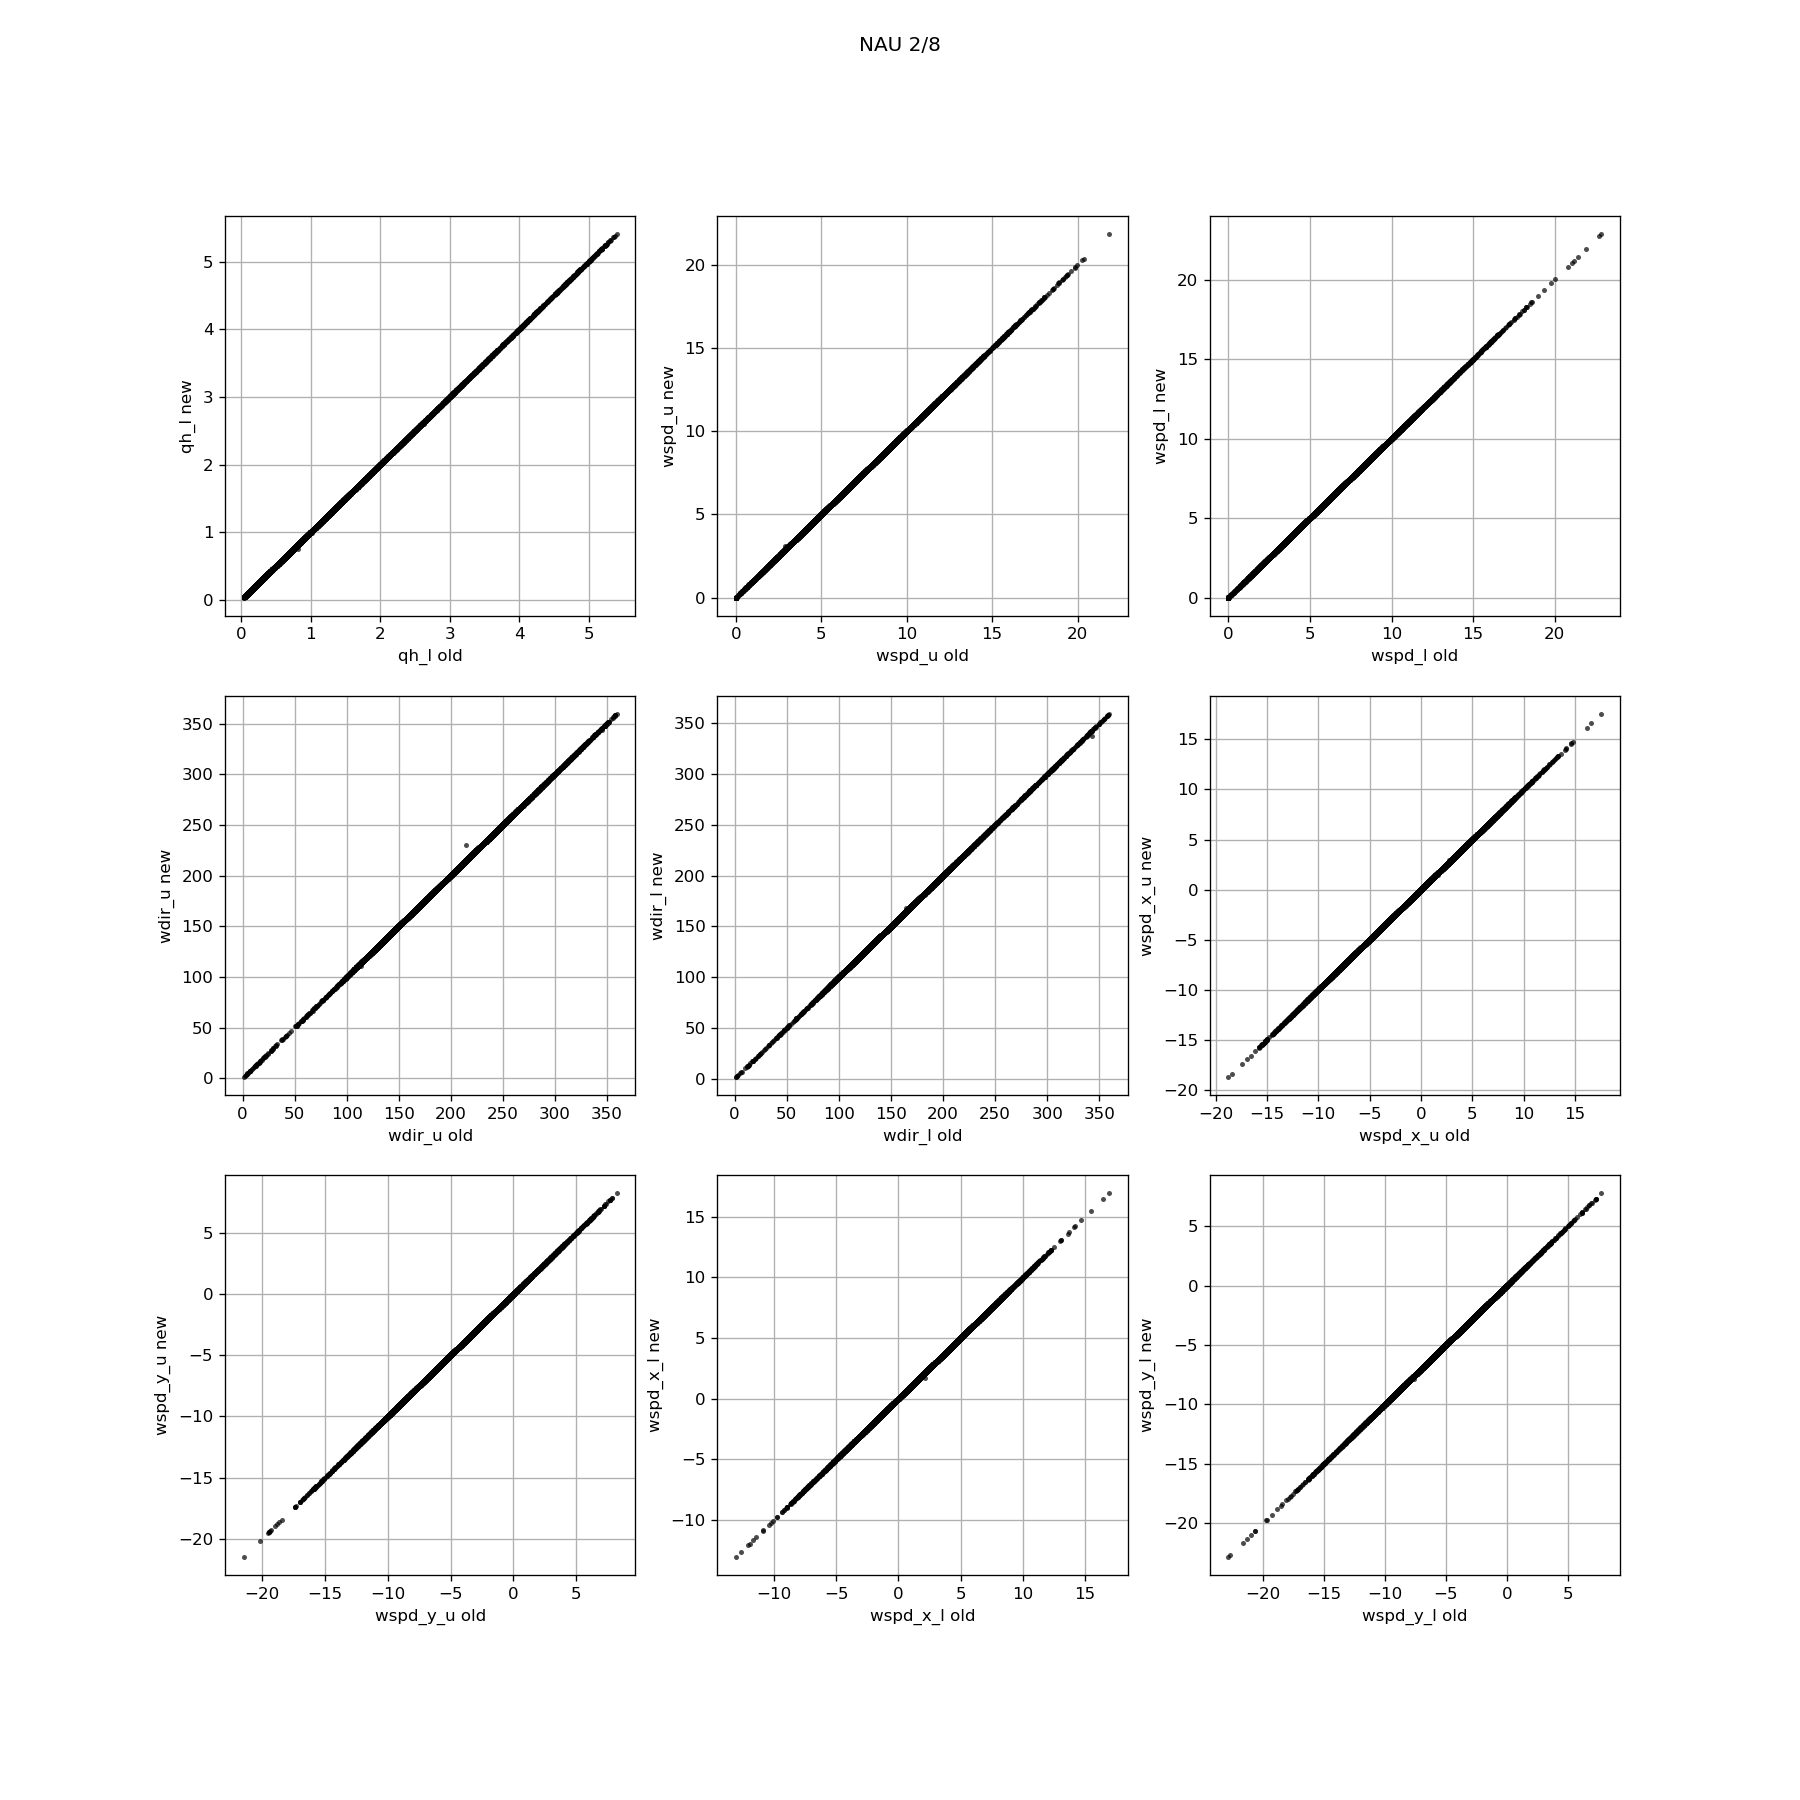 NAU 2/8
5
4
3
2
1
0
qh_l new
0 1 2 3 4 5
qh_l old
20
15
10
5
0
wspd_u new
0 5 10 15 20
wspd_u old
20
15
10
5
0
wspd_l new
0 5 10 15 20
wspd_l old
350
300
250
200
150
100
50
0
wdir_u new
0 50 100 150 200 250 300 350
wdir_u old
350
300
250
200
150
100
50
0
wdir_l new
0 50 100 150 200 250 300 350
wdir_l old
15
10
5
0
−5
−10
−15
−20
wspd_x_u new
−20 −15 −10 −5 0 5 10 15
wspd_x_u old
5
0
−5
−10
−15
−20
wspd_y_u new
−20 −15 −10 −5 0 5
wspd_y_u old
15
10
5
0
−5
−10
wspd_x_l new
−10 −5 0 5 10 15
wspd_x_l old
5
0
−5
−10
−15
−20
wspd_y_l new
−20 −15 −10 −5 0 5
wspd_y_l old